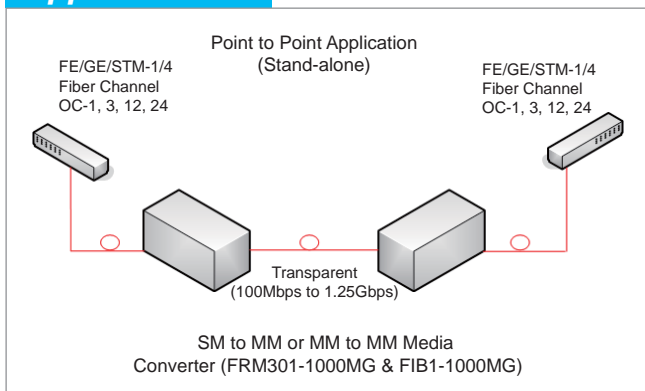 Point to Point Application
(Stand-alone)
FE/GE/STM-1/4
Fiber Channel
OC-1, 3, 12, 24
FE/GE/STM-1/4
Fiber Channel
OC-1, 3, 12, 24
Transparent
(100Mbps to 1.25Gbps)
SM to MM or MM to MM Media
Converter (FRM301-1000MG & FIB1-1000MG)